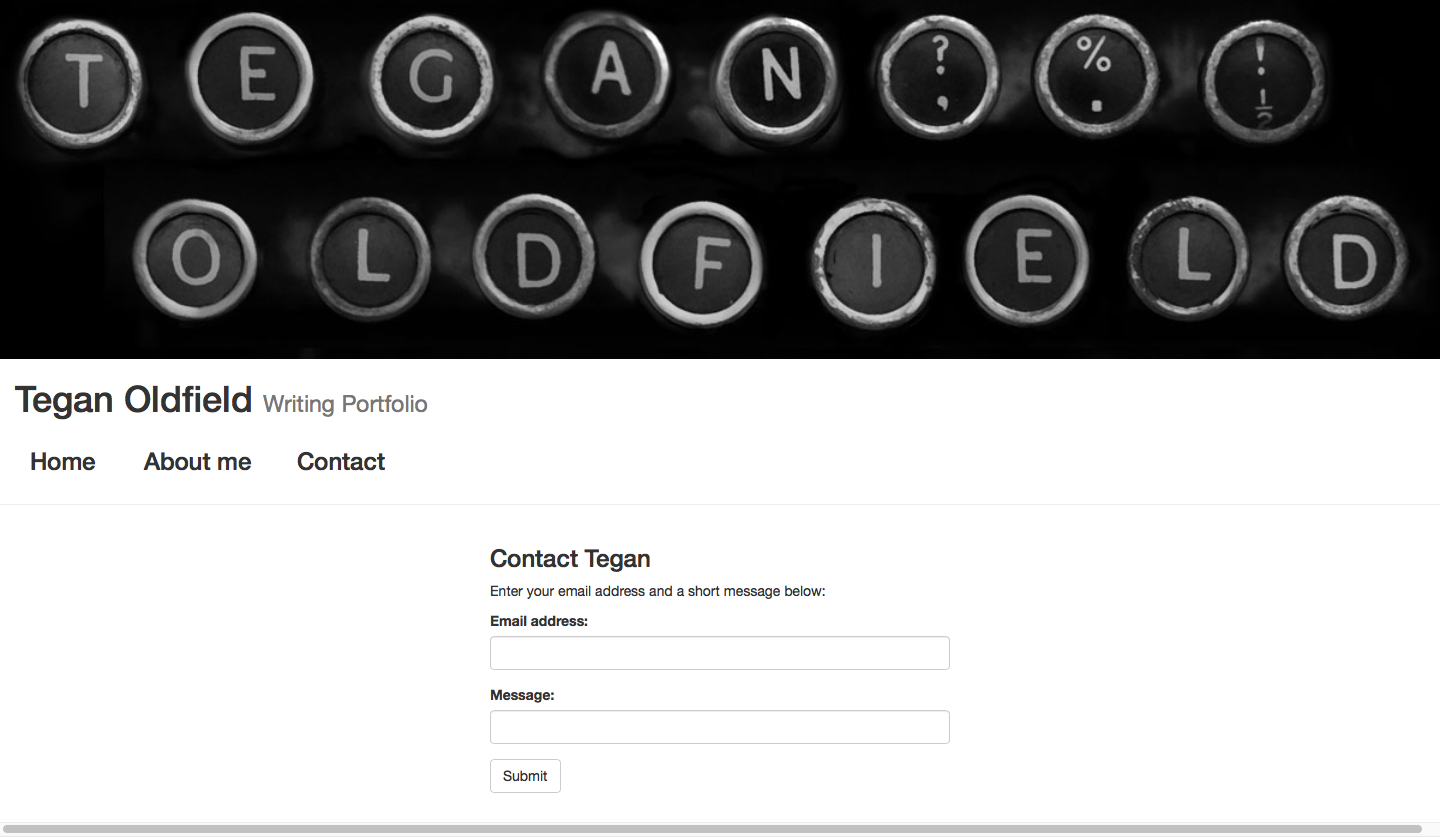 T E G A N ? : , % . ! . 1/2
O L D F I E L D
Tegan Oldfield Writing Portfolio
Home About me Contact
Contact Tegan
Enter your email address and a short message below:
Email address:
Message:
Submit